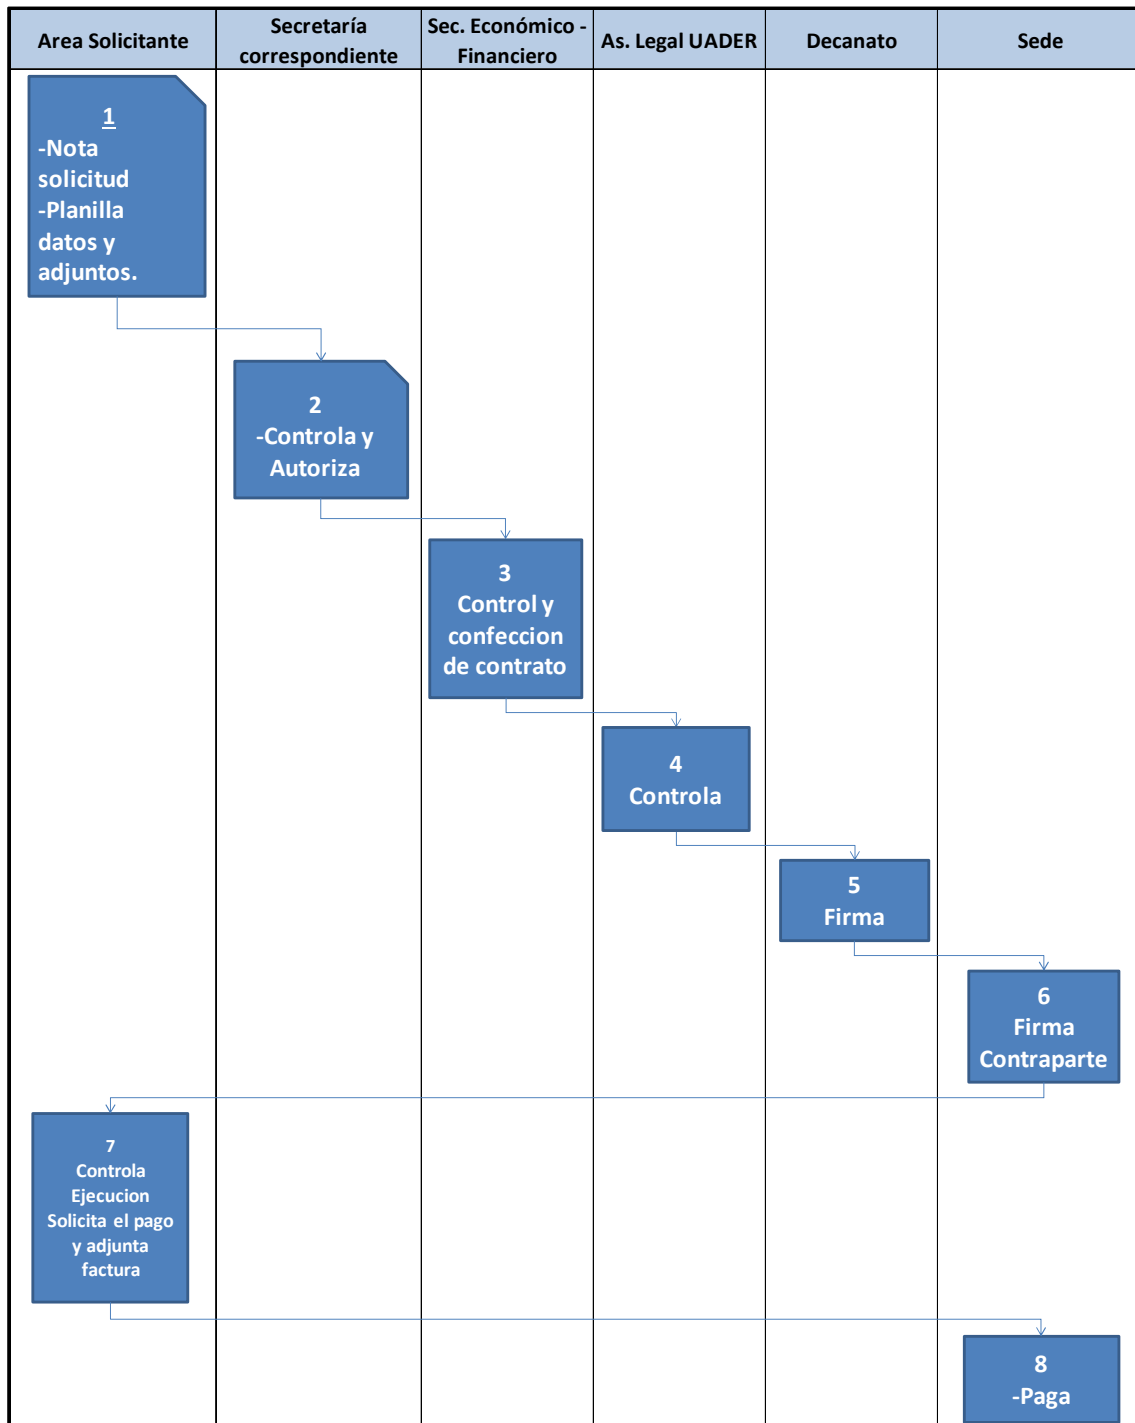 Area Solicitante
Secretaría
correspondiente
Sec. Económico -
Financiero
As. Legal UADER
Decanato
Sede
1
-Nota
solicitud
-Planilla
datos y
adjuntos.
2
-Controla y
Autoriza
3
Control y
confeccion
de contrato
4
Controla
5
Firma
6
Firma
Contraparte
7
Controla
Ejecucion
Solicita el pago
y adjunta
factura
8
-Paga